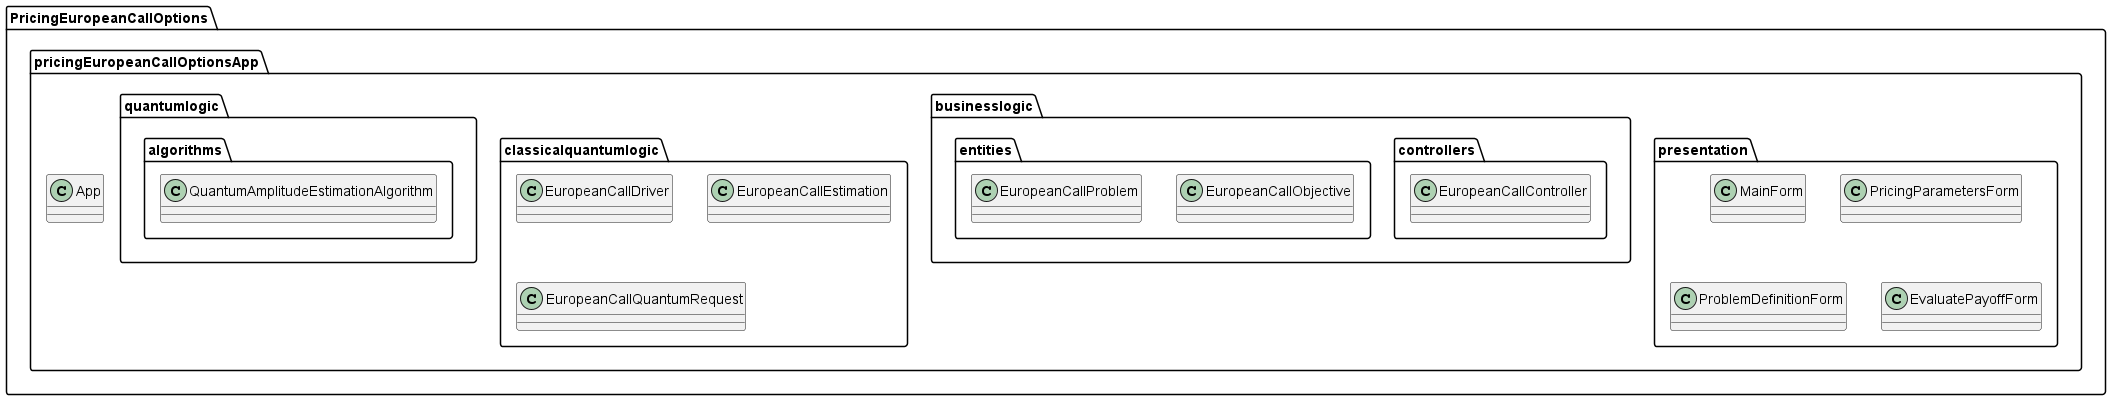 PricingEuropeanCallOptions
pricingEuropeanCallOptionsApp
quantumlogic
businesslogic
algorithms
classicalquantumlogic
entities
controllers
presentation
C App
C QuantumAmplitudeEstimationAlgorithm
C EuropeanCallDriver
C EuropeanCallEstimation
C EuropeanCallProblem
C EuropeanCallObjective
C EuropeanCallController
C MainForm
C PricingParametersForm
C EuropeanCallQuantumRequest
C ProblemDefinitionForm
C EvaluatePayoffForm